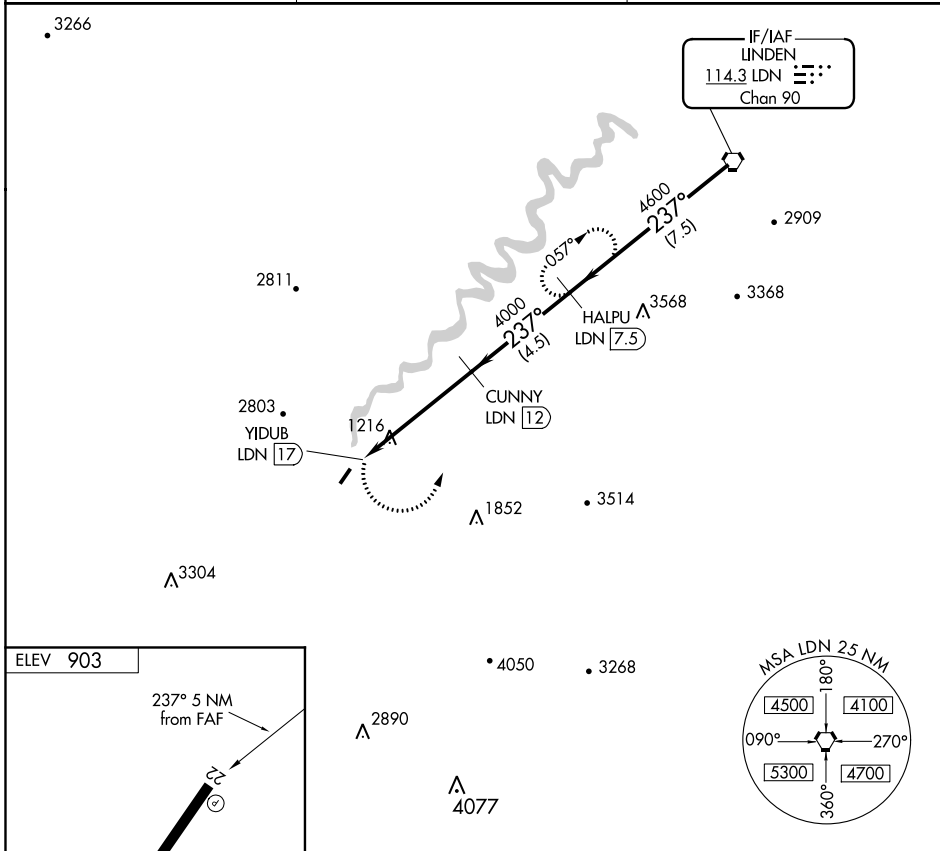 3266
IF/IAF
LINDEN
114.3 LDN
Chan 90
4600
237°
(7.5)
2909
057°
2811
4000
237°
(4.5)
HALPU
LDN 7.5
3568
3368
CUNNY
LDN 12
2803
1216
YIDUB
LDN 17
1852
3514
3304
ELEV 903
237° 5 NM
from FAF
22
P
4050
3268
2890
4077
MSA LDN 25 NM
180°
4500
4100
090°
270°
5300
4700
360°